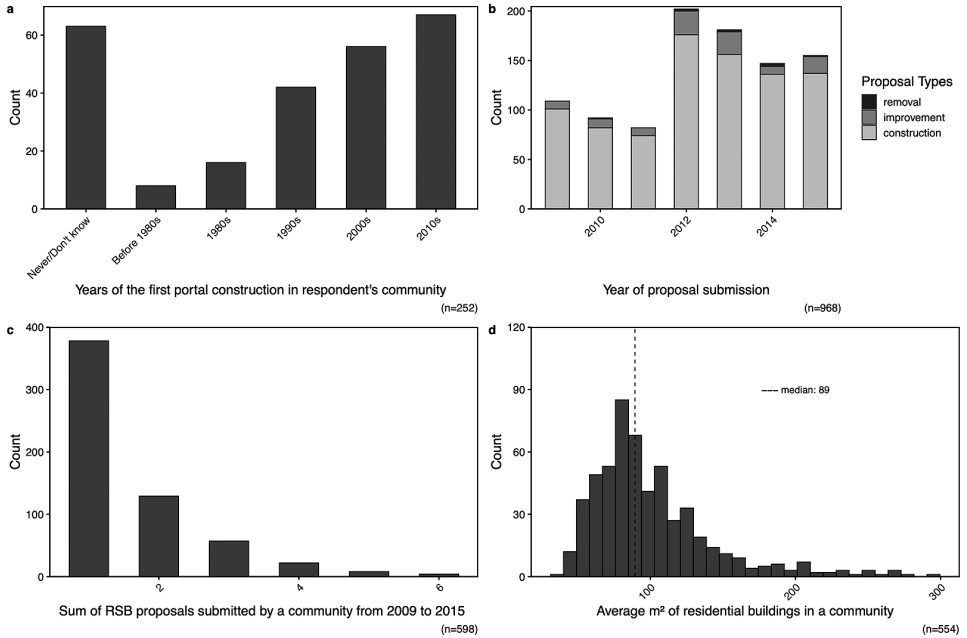 a
Count
60
40
20
0
Never/Don't know
Before 1980s
1980s
1990s
2000s
2010s
Years of the first portal construction in respondent's community
(n=252)
b
Count
200
150
100
50
0
2010
2012
2014
Year of proposal submission
(n=968)
Proposal Types
removal
improvement
construction
c
Count
400
300
200
100
0
2
4
6
Sum of RSB proposals submitted by a community from 2009 to 2015
(n=598)
d
Count
120
90
60
30
0
median: 89
100
200
300
Average m² of residential buildings in a community
(n=554)